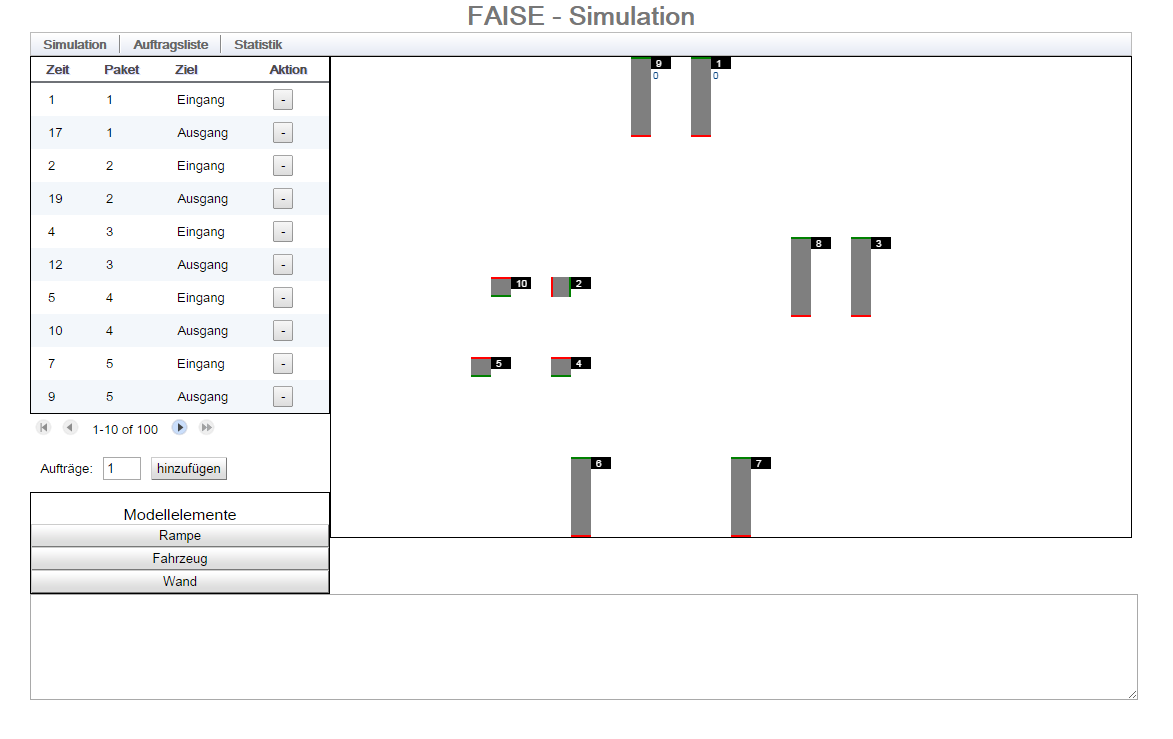 FAISE - Simulation
Simulation Auftragsliste Statistik
Zeit Paket Ziel Aktion
1 1 Eingang -
17 1 Ausgang -
2 2 Eingang -
19 2 Ausgang -
4 3 Eingang -
12 3 Ausgang -
5 4 Eingang -
10 4 Ausgang -
7 5 Eingang -
9 5 Ausgang -
1-10 of 100
Aufträge: 1 hinzufügen
Modellelemente
Rampe
Fahrzeug
Wand
9 1
0 0
8 3
10 2
5 4
6 7